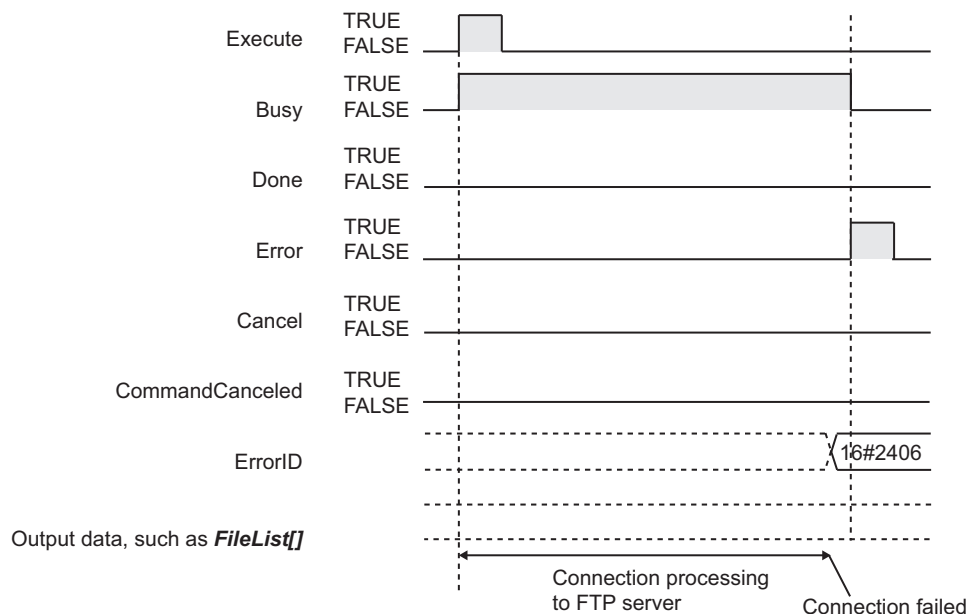 Execute
TRUE
FALSE
Busy
TRUE
FALSE
Done
TRUE
FALSE
Error
TRUE
FALSE
Cancel
TRUE
FALSE
CommandCanceled
TRUE
FALSE
ErrorID
16#2406
Output data, such as FileList[]
Connection processing
to FTP server
Connection failed